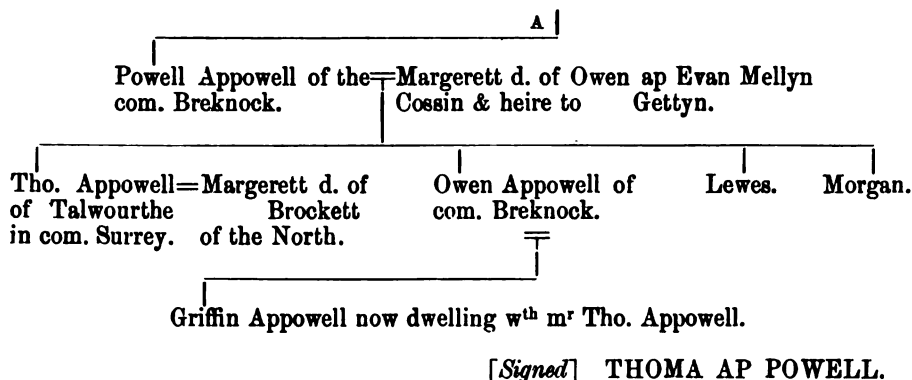 A
Powell Appowell of the=Margerett d. of Owen ap Evan Mellyn
com. Breknock. Cossin & heire to Gettyn.
Tho. Appowell=Margerett d. of Owen Appowell of Lewes. Morgan.
of Talwourthe Brockett com. Breknock.
in com. Surrey. of the North.
Griffin Appowell now dwelling wth mr Tho. Appowell.
[Signed] THOMA AP POWELL.